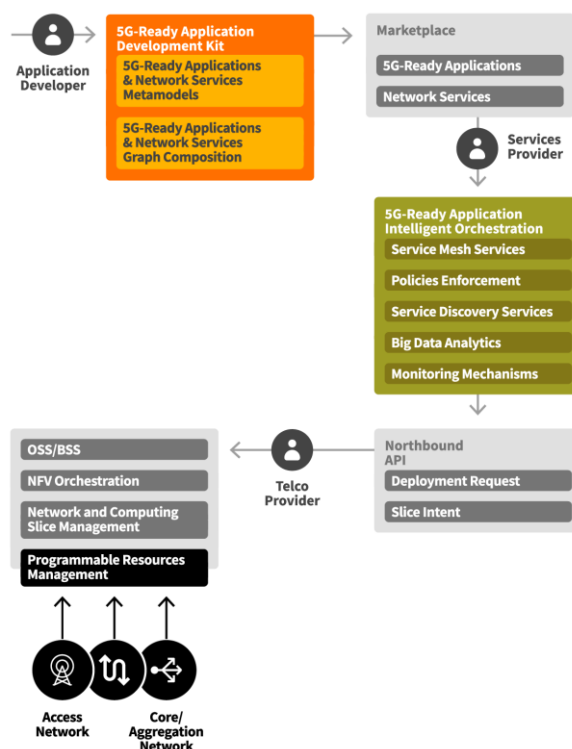 Application
Developer
5G-Ready Application
Development Kit
5G-Ready Applications
& Network Services
Metamodels
5G-Ready Applications
& Network Services
Graph Composition
Marketplace
5G-Ready Applications
Network Services
Services
Provider
5G-Ready Application
Intelligent Orchestration
Service Mesh Services
Policies Enforcement
Service Discovery Services
Big Data Analytics
Monitoring Mechanisms
Northbound
API
Deployment Request
Slice Intent
Telco
Provider
OSS/BSS
NFV Orchestration
Network and Computing
Slice Management
Programmable Resources
Management
Access
Network
Core/
Aggregation
Network